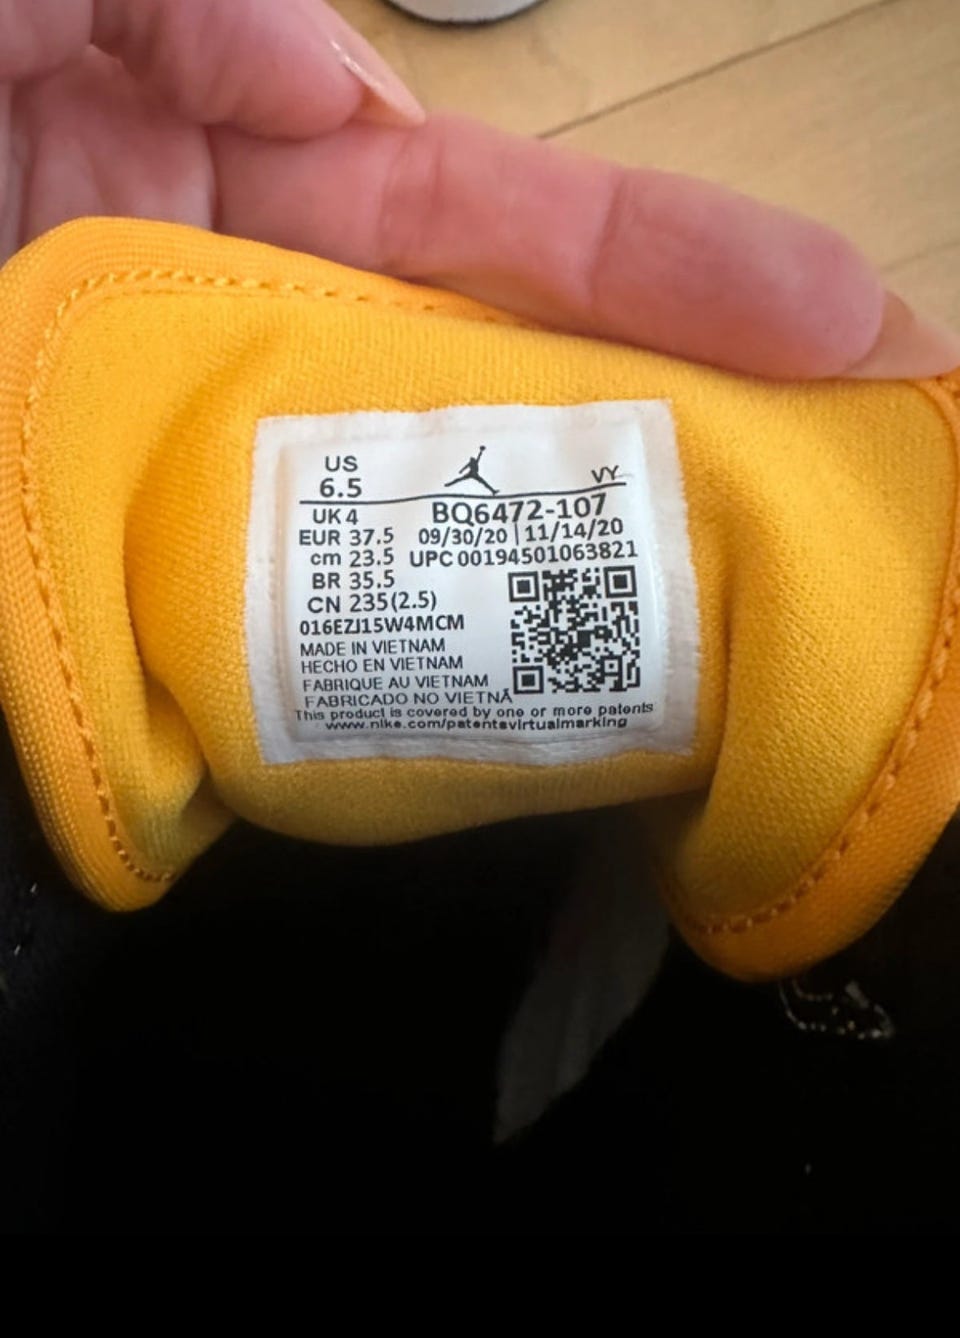 US
6.5
VY
UK 4
BQ6472-107
EUR 37.5
09/30/20 | 11/14/20
cm 23.5
UPC 00194501063821
BR 35.5
CN 235(2.5)
016EZJ15W4MCM
MADE IN VIETNAM
HECHO EN VIETNAM
FABRIQUE AU VIETNAM
FABRICADO NO VIETNÃ
This product is covered by one or more patents
www.nike.com/patentsvirtualmarking